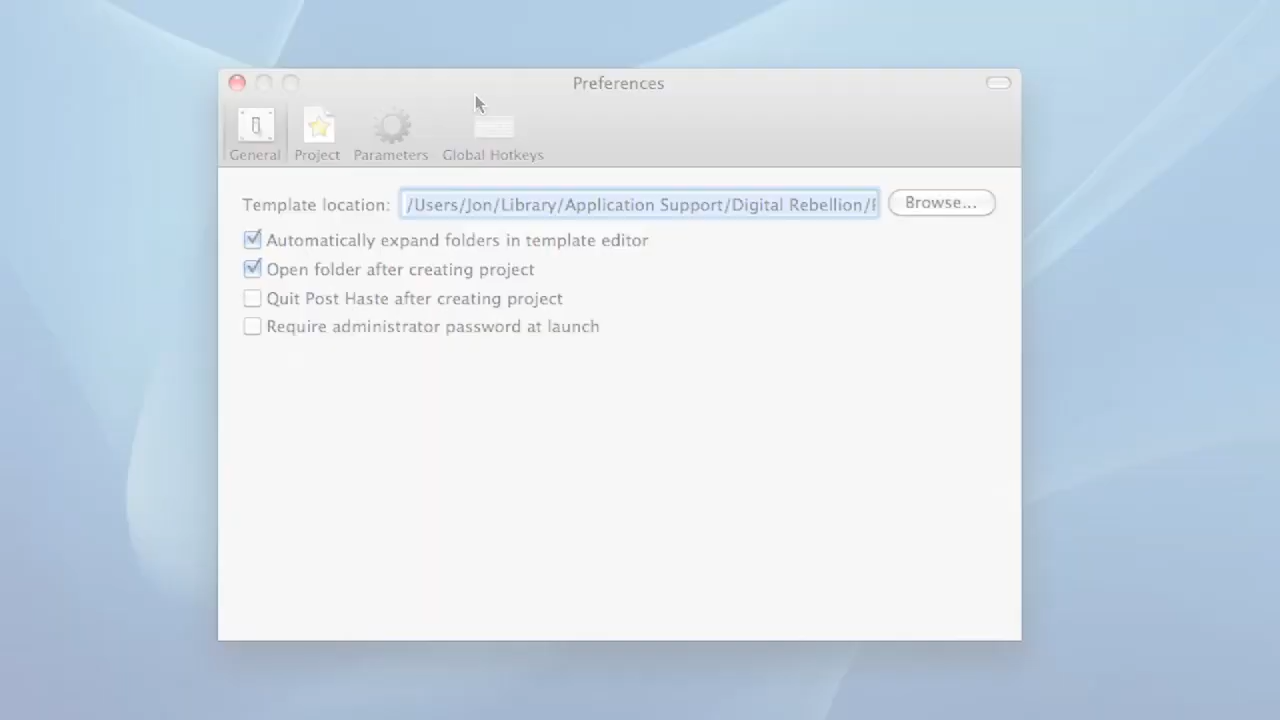 Preferences
General Project Parameters Global Hotkeys
Template location: /Users/Jon/Library/Application Support/Digital Rebellion/ Browse...
Automatically expand folders in template editor
Open folder after creating project
Quit Post Haste after creating project
Require administrator password at launch